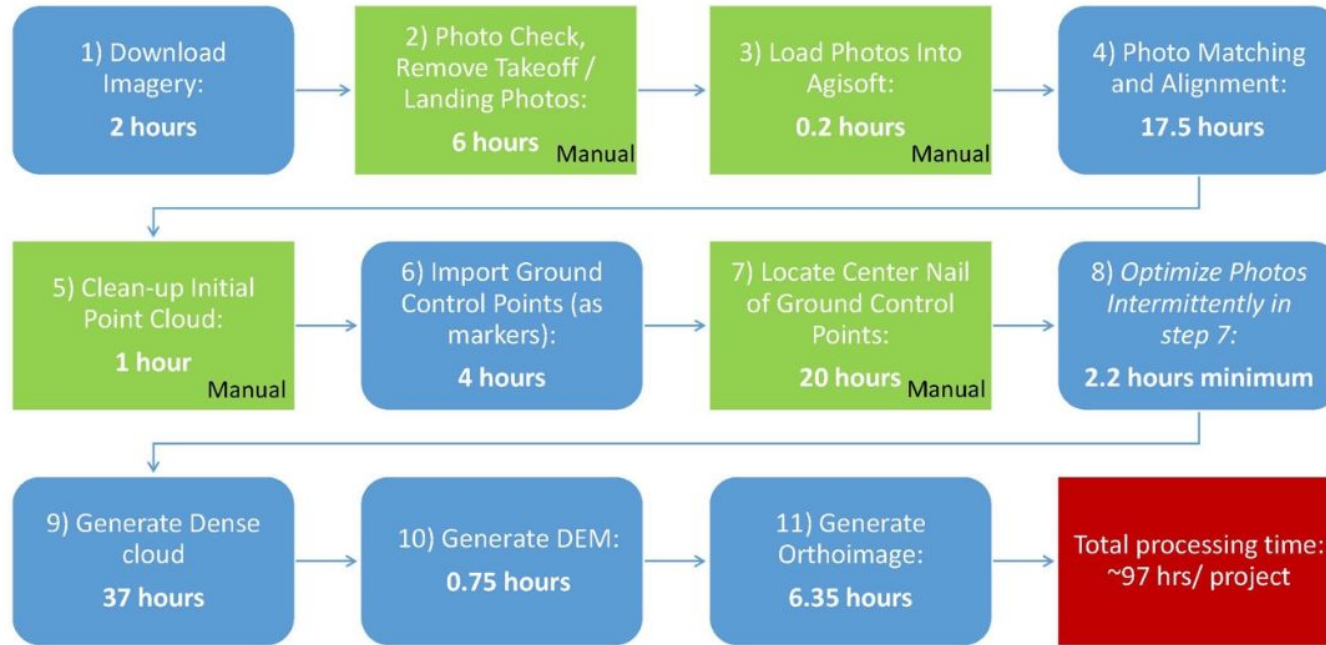 1) Download
Imagery:
2 hours
2) Photo Check,
Remove Takeoff /
Landing Photos:
6 hours
Manual
3) Load Photos Into
Agisoft:
0.2 hours
Manual
4) Photo Matching
and Alignment:
17.5 hours
5) Clean-up Initial
Point Cloud:
1 hour
Manual
6) Import Ground
Control Points (as
markers):
4 hours
7) Locate Center Nail
of Ground Control
Points:
20 hours
Manual
8) Optimize Photos
Intermittently in
step 7:
2.2 hours minimum
9) Generate Dense
cloud
37 hours
10) Generate DEM:
0.75 hours
11) Generate
Orthoimage:
6.35 hours
Total processing time:
~97 hrs/ project